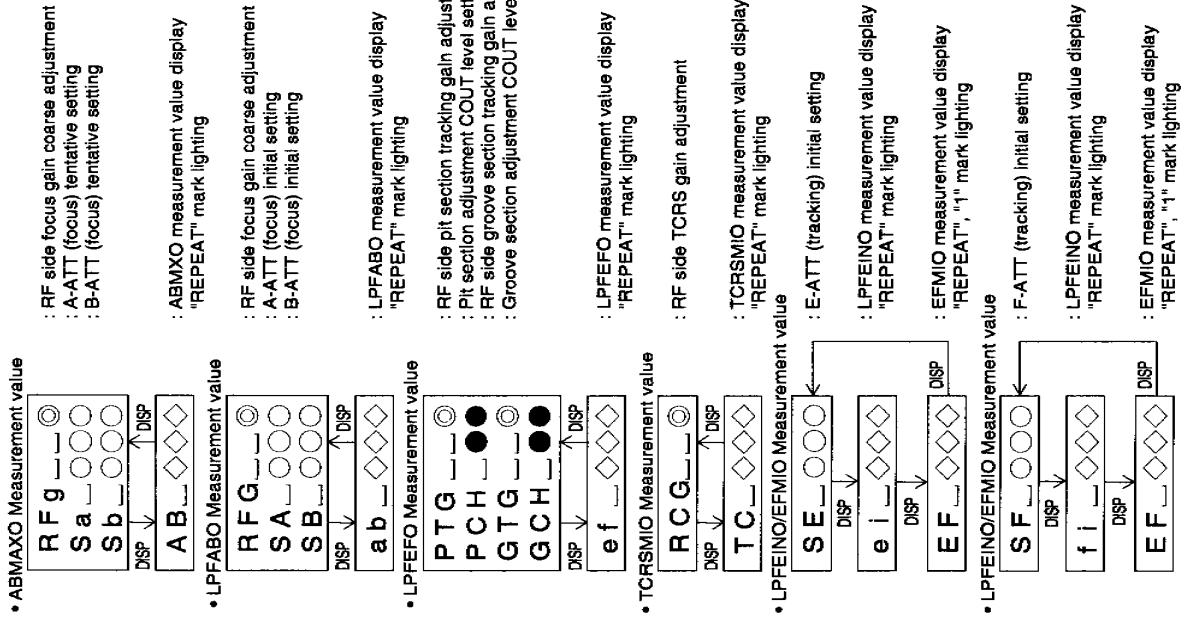 • ABMAXO Measurement value
R F g _ _ ◎ : RF side focus gain coarse adjustment
S a _ ○○○ : A-ATT (focus) tentative setting
S b _ ○○○ : B-ATT (focus) tentative setting
DISP DISP
A B _ ◇◇◇ : ABMXO measurement value display
"REPEAT" mark lighting
• LPFABO Measurement value
R F G _ _ ◎ : RF side focus gain coarse adjustment
S A _ ○○○ : A-ATT (focus) initial setting
S B _ ○○○ : B-ATT (focus) initial setting
DISP DISP
a b _ ◇◇◇ : LPFABO measurement value display
"REPEAT" mark lighting
• LPFEFO Measurement value
P T G _ _ ◎ : RF side pit section tracking gain adjust
P C H _ ●● : Pit section adjustment COUT level sett
G T G _ _ ◎ : RF side groove section tracking gain a
G C H _ ●● : Groove section adjustment COUT leve
DISP DISP
e f _ ◇◇◇ : LPFEFO measurement value display
"REPEAT" mark lighting
• TCRSMIO Measurement value
R C G _ _ ◎ : RF side TCRS gain adjustment
DISP DISP
T C _ ◇◇◇ : TCRSMIO measurement value display
"REPEAT" mark lighting
• LPFEINO/EFMIO Measurement value
S E _ ○○○ : E-ATT (tracking) initial setting
DISP
e i _ ◇◇◇ : LPFEINO measurement value display
"REPEAT" mark lighting
DISP DISP
E F _ ◇◇◇ : EFMIO measurement value display
"REPEAT", "1" mark lighting
• LPFEINO/EFMIO Measurement value
S F _ ○○○ : F-ATT (tracking) initial setting
DISP
f i _ ◇◇◇ : LPFEINO measurement value display
"REPEAT" mark lighting
DISP DISP
E F _ ◇◇◇ : EFMIO measurement value display
"REPEAT", "1" mark lighting